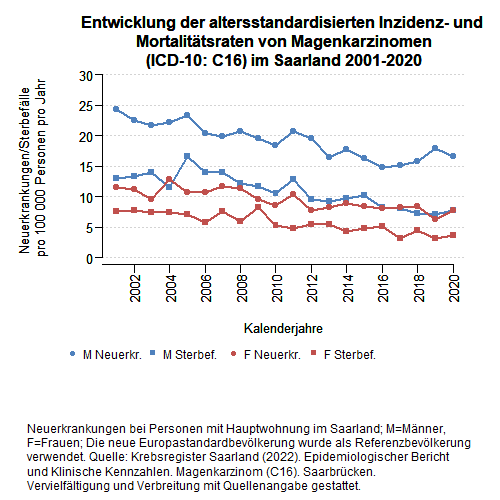 Entwicklung der altersstandardisierten Inzidenz- und
Mortalitätsraten von Magenkarzinomen
(ICD-10: C16) im Saarland 2001-2020
Neuerkrankungen/Sterbefälle
pro 100 000 Personen pro Jahr
30
25
20
15
10
5
0
2002
2004
2006
2008
2010
2012
2014
2016
2018
2020
Kalenderjahre
M Neuerkr. M Sterbef. F Neuerkr. F Sterbef.
Neuerkrankungen bei Personen mit Hauptwohnung im Saarland; M=Männer,
F=Frauen; Die neue Europastandardbevölkerung wurde als Referenzbevölkerung
verwendet. Quelle: Krebsregister Saarland (2022). Epidemiologischer Bericht
und Klinische Kennzahlen. Magenkarzinom (C16). Saarbrücken.
Vervielfältigung und Verbreitung mit Quellenangabe gestattet.